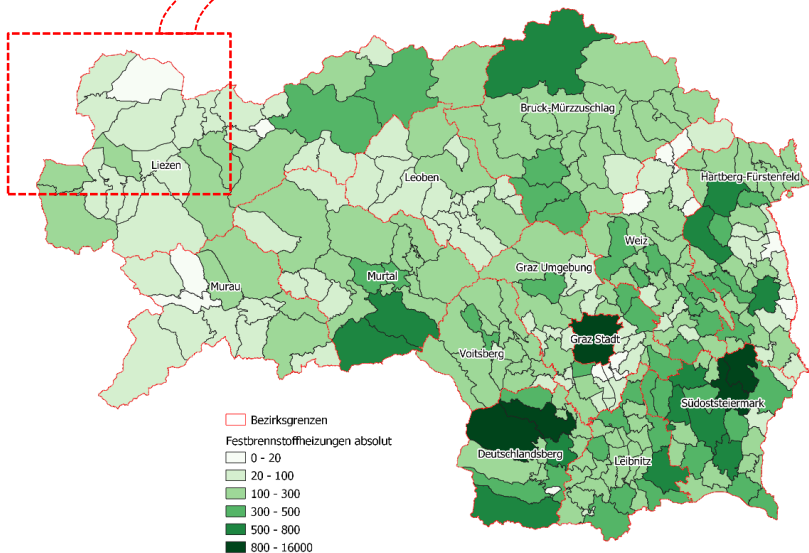 Bruck-Mürzzuschlag
Liezen
Leoben
Hartberg-Fürstenfeld
Weiz
Graz Umgebung
Murau
Murtal
Graz Stadt
Voitsberg
Südoststeiermark
Deutschlandsberg
Leibnitz
Bezirksgrenzen
Festbrennstoffheizungen absolut
0 - 20
20 - 100
100 - 300
300 - 500
500 - 800
800 - 16000